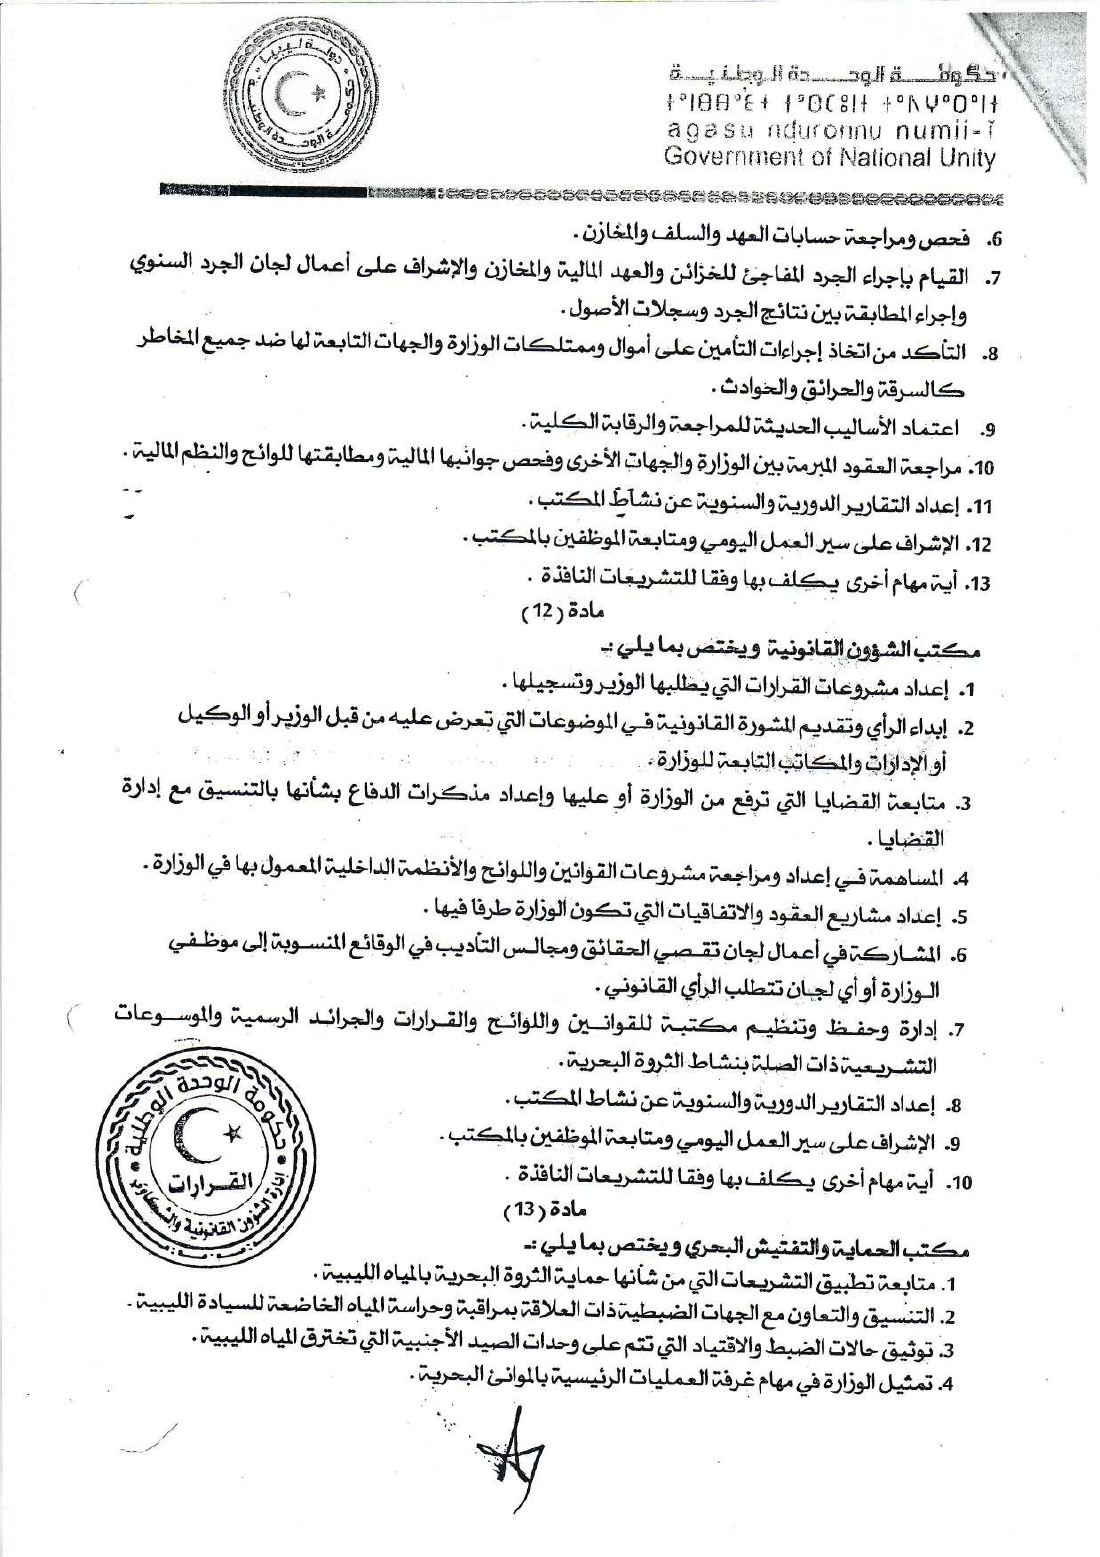 دولة ليبيا
حكومة الوحدة الوطنية
حكومة الوحدة الوطنية
agasu nduronnu numii-ī
Government of National Unity
6. فحص ومراجعة حسابات العهد والسلف والمخازن .
7. القيام بإجراء الجرد المفاجئ للخزائن والعهد المالية والمخازن والإشراف على أعمال لجان الجرد السنوي
وإجراء المطابقة بين نتائج الجرد وسجلات الأصول .
8. التأكد من اتخاذ إجراءات التأمين على أموال وممتلكات الوزارة والجهات التابعة لها ضد جميع المخاطر
كالسرقة والحرائق والحوادث .
9. اعتماد الأساليب الحديثة للمراجعة والرقابة الكلية .
10. مراجعة العقود المبرمة بين الوزارة والجهات الأخرى وفحص جوانبها المالية ومطابقتها للوائح والنظم المالية .
11. إعداد التقارير الدورية والسنوية عن نشاط المكتب .
12. الإشراف على سير العمل اليومي ومتابعة الموظفين بالمكتب .
13. أية مهام أخرى يكلف بها وفقا للتشريعات النافذة .
مادة (12)
مكتب الشؤون القانونية ويختص بما يلي :ـ
1. إعداد مشروعات القرارات التي يطلبها الوزير وتسجيلها .
2. إبداء الرأي وتقديم المشورة القانونية في الموضوعات التي تعرض عليه من قبل الوزير أو الوكيل
أو الإدارات والمكاتب التابعة للوزارة .
3. متابعة القضايا التي ترفع من الوزارة أو عليها وإعداد مذكرات الدفاع بشأنها بالتنسيق مع إدارة
القضايا .
4. المساهمة في إعداد ومراجعة مشروعات القوانين واللوائح والأنظمة الداخلية المعمول بها في الوزارة .
5. إعداد مشاريع العقود والاتفاقيات التي تكون الوزارة طرفا فيها .
6. المشاركة في أعمال لجان تقصي الحقائق ومجالس التأديب في الوقائع المنسوبة إلى موظفي
الوزارة أو أي لجان تتطلب الرأي القانوني .
7. إدارة وحفظ وتنظيم مكتبة للقوانين واللوائح والقرارات والجرائد الرسمية والموسوعات
التشريعية ذات الصلة بنشاط الثروة البحرية .
8. إعداد التقارير الدورية والسنوية عن نشاط المكتب .
9. الإشراف على سير العمل اليومي ومتابعة الموظفين بالمكتب .
10. أية مهام أخرى يكلف بها وفقا للتشريعات النافذة .
مادة (13)
مكتب الحماية والتفتيش البحري ويختص بما يلي :ـ
1. متابعة تطبيق التشريعات التي من شأنها حماية الثروة البحرية بالمياه الليبية .
2. التنسيق والتعاون مع الجهات الضبطية ذات العلاقة بمراقبة وحراسة المياه الخاضعة للسيادة الليبية .
3. توثيق حالات الضبط والاقتياد التي تتم على وحدات الصيد الأجنبية التي تخترق المياه الليبية .
4. تمثيل الوزارة في مهام غرفة العمليات الرئيسية بالموانئ البحرية .
حكومة الوحدة الوطنية
القرارات
إدارة الشؤون القانونية والشكاوى